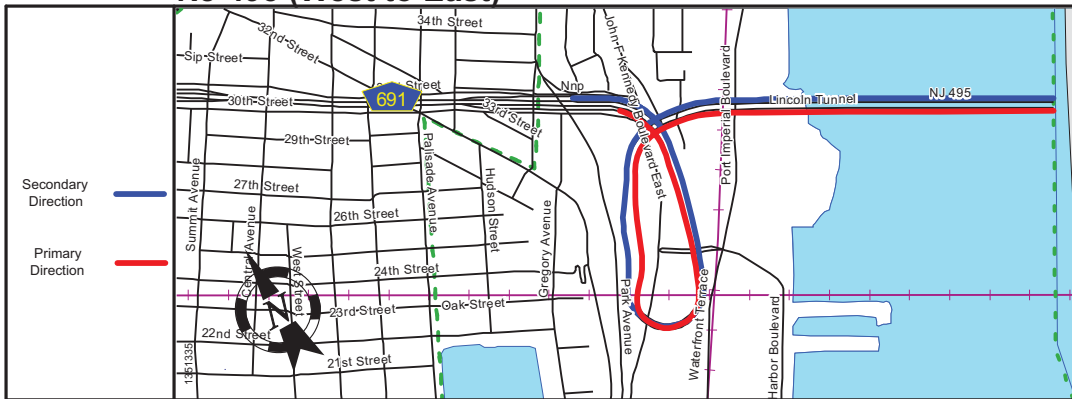 34th Street
32nd Street
Sip Street
Street
691
30th Street
33rd Street
Nnp
John F Kennedy Boulevard East
Port Imperial Boulevard
Lincoln Tunnel
NJ 495
29th Street
Palisade Avenue
Hudson Street
Secondary
Direction
Summit Avenue
27th Street
26th Street
Central Avenue
West Street
Gregory Avenue
Primary
Direction
24th Street
Oak Street
23rd Street
22nd Street
21st Street
N
1351335
Park Avenue
Waterfront Terrace
Harbor Boulevard